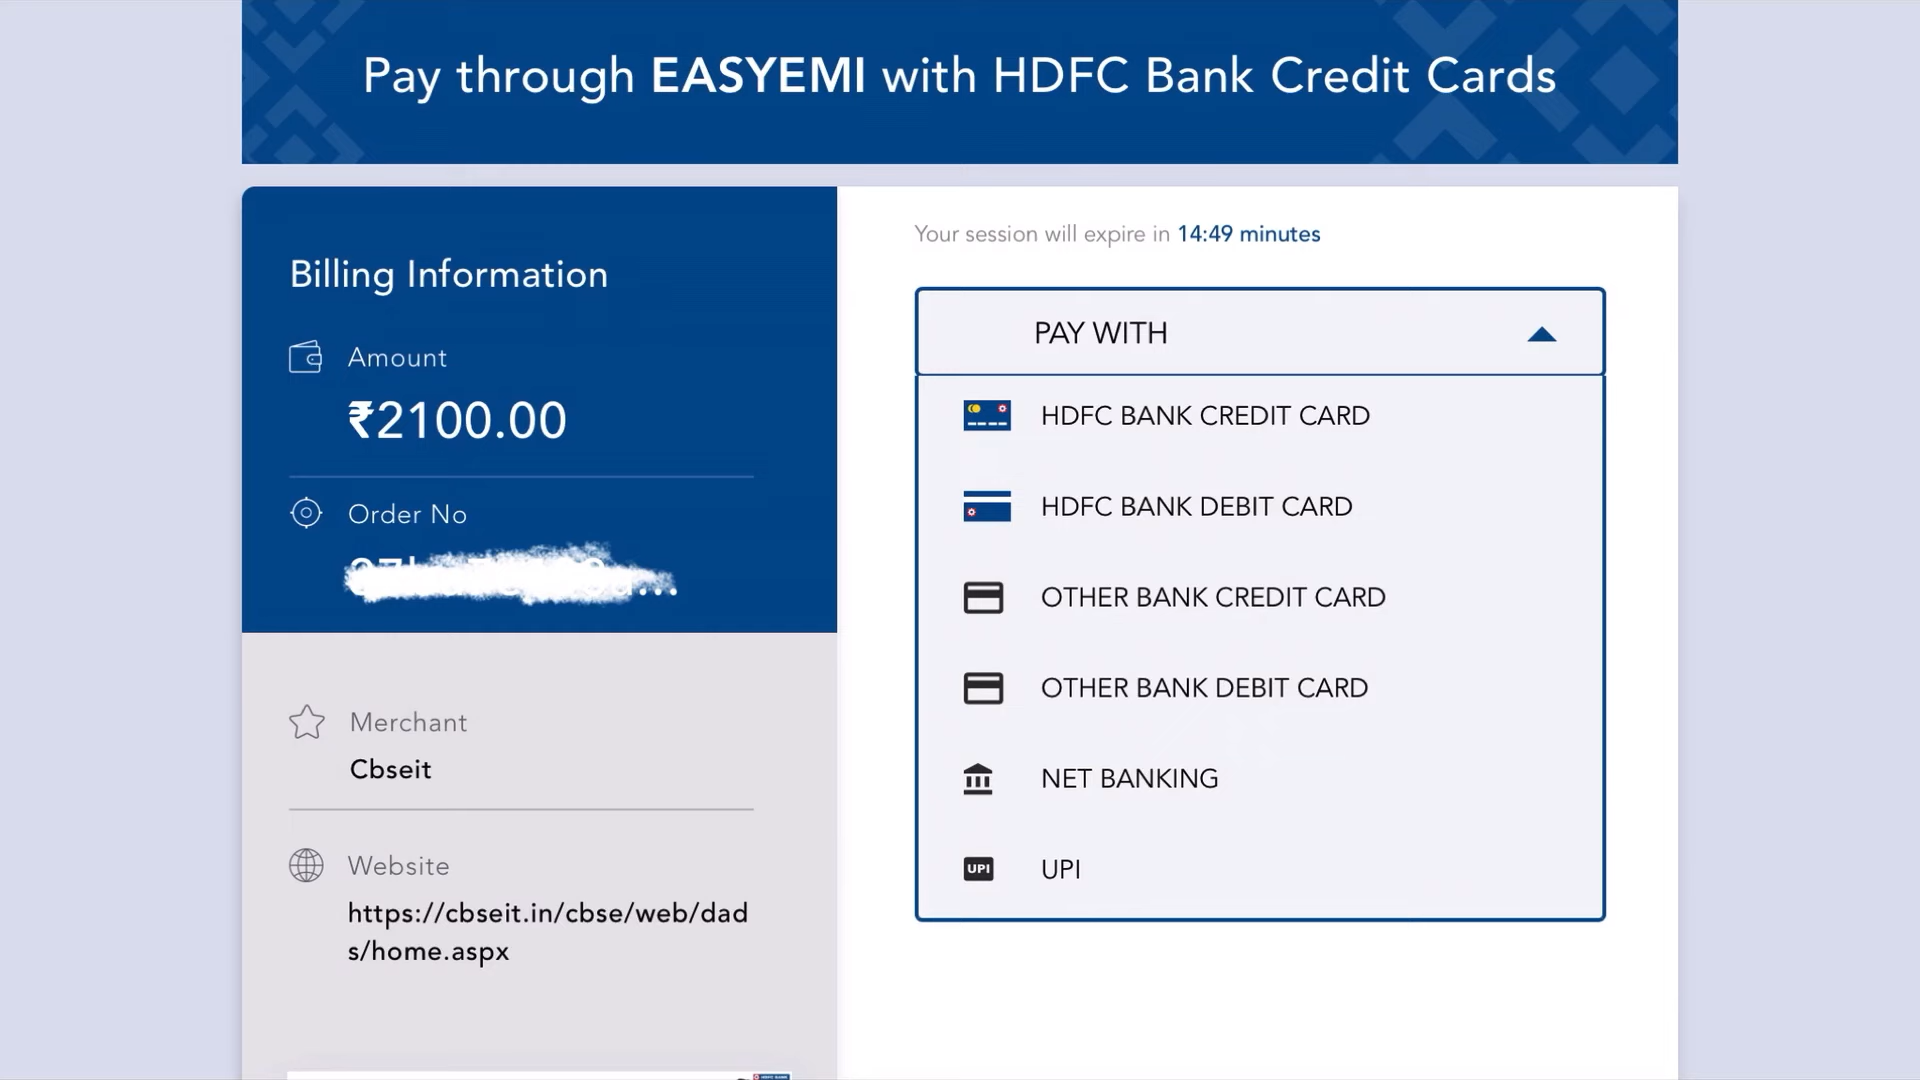 Pay through EASYEMI with HDFC Bank Credit Cards
Billing Information
Amount
₹2100.00
Order No
Merchant
Cbseit
Website
https://cbseit.in/cbse/web/dad
s/home.aspx
Your session will expire in 14:49 minutes
PAY WITH
HDFC BANK CREDIT CARD
HDFC BANK DEBIT CARD
OTHER BANK CREDIT CARD
OTHER BANK DEBIT CARD
NET BANKING
UPI UPI